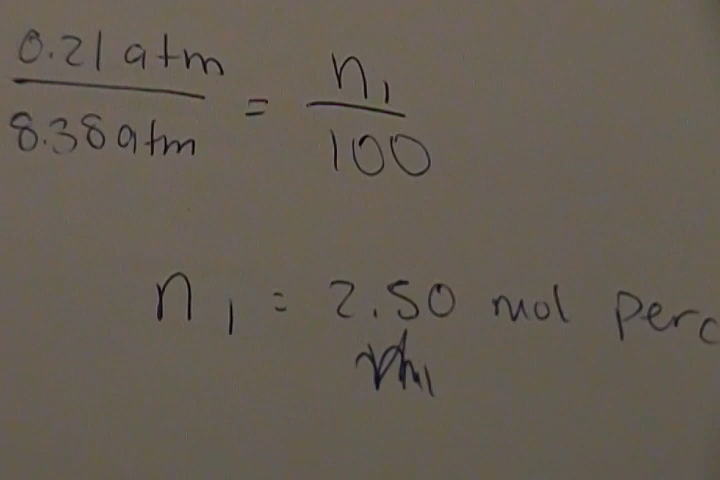 0.21 atm
8.38 atm
=
n₁
100
n₁ = 2.50 mol perc